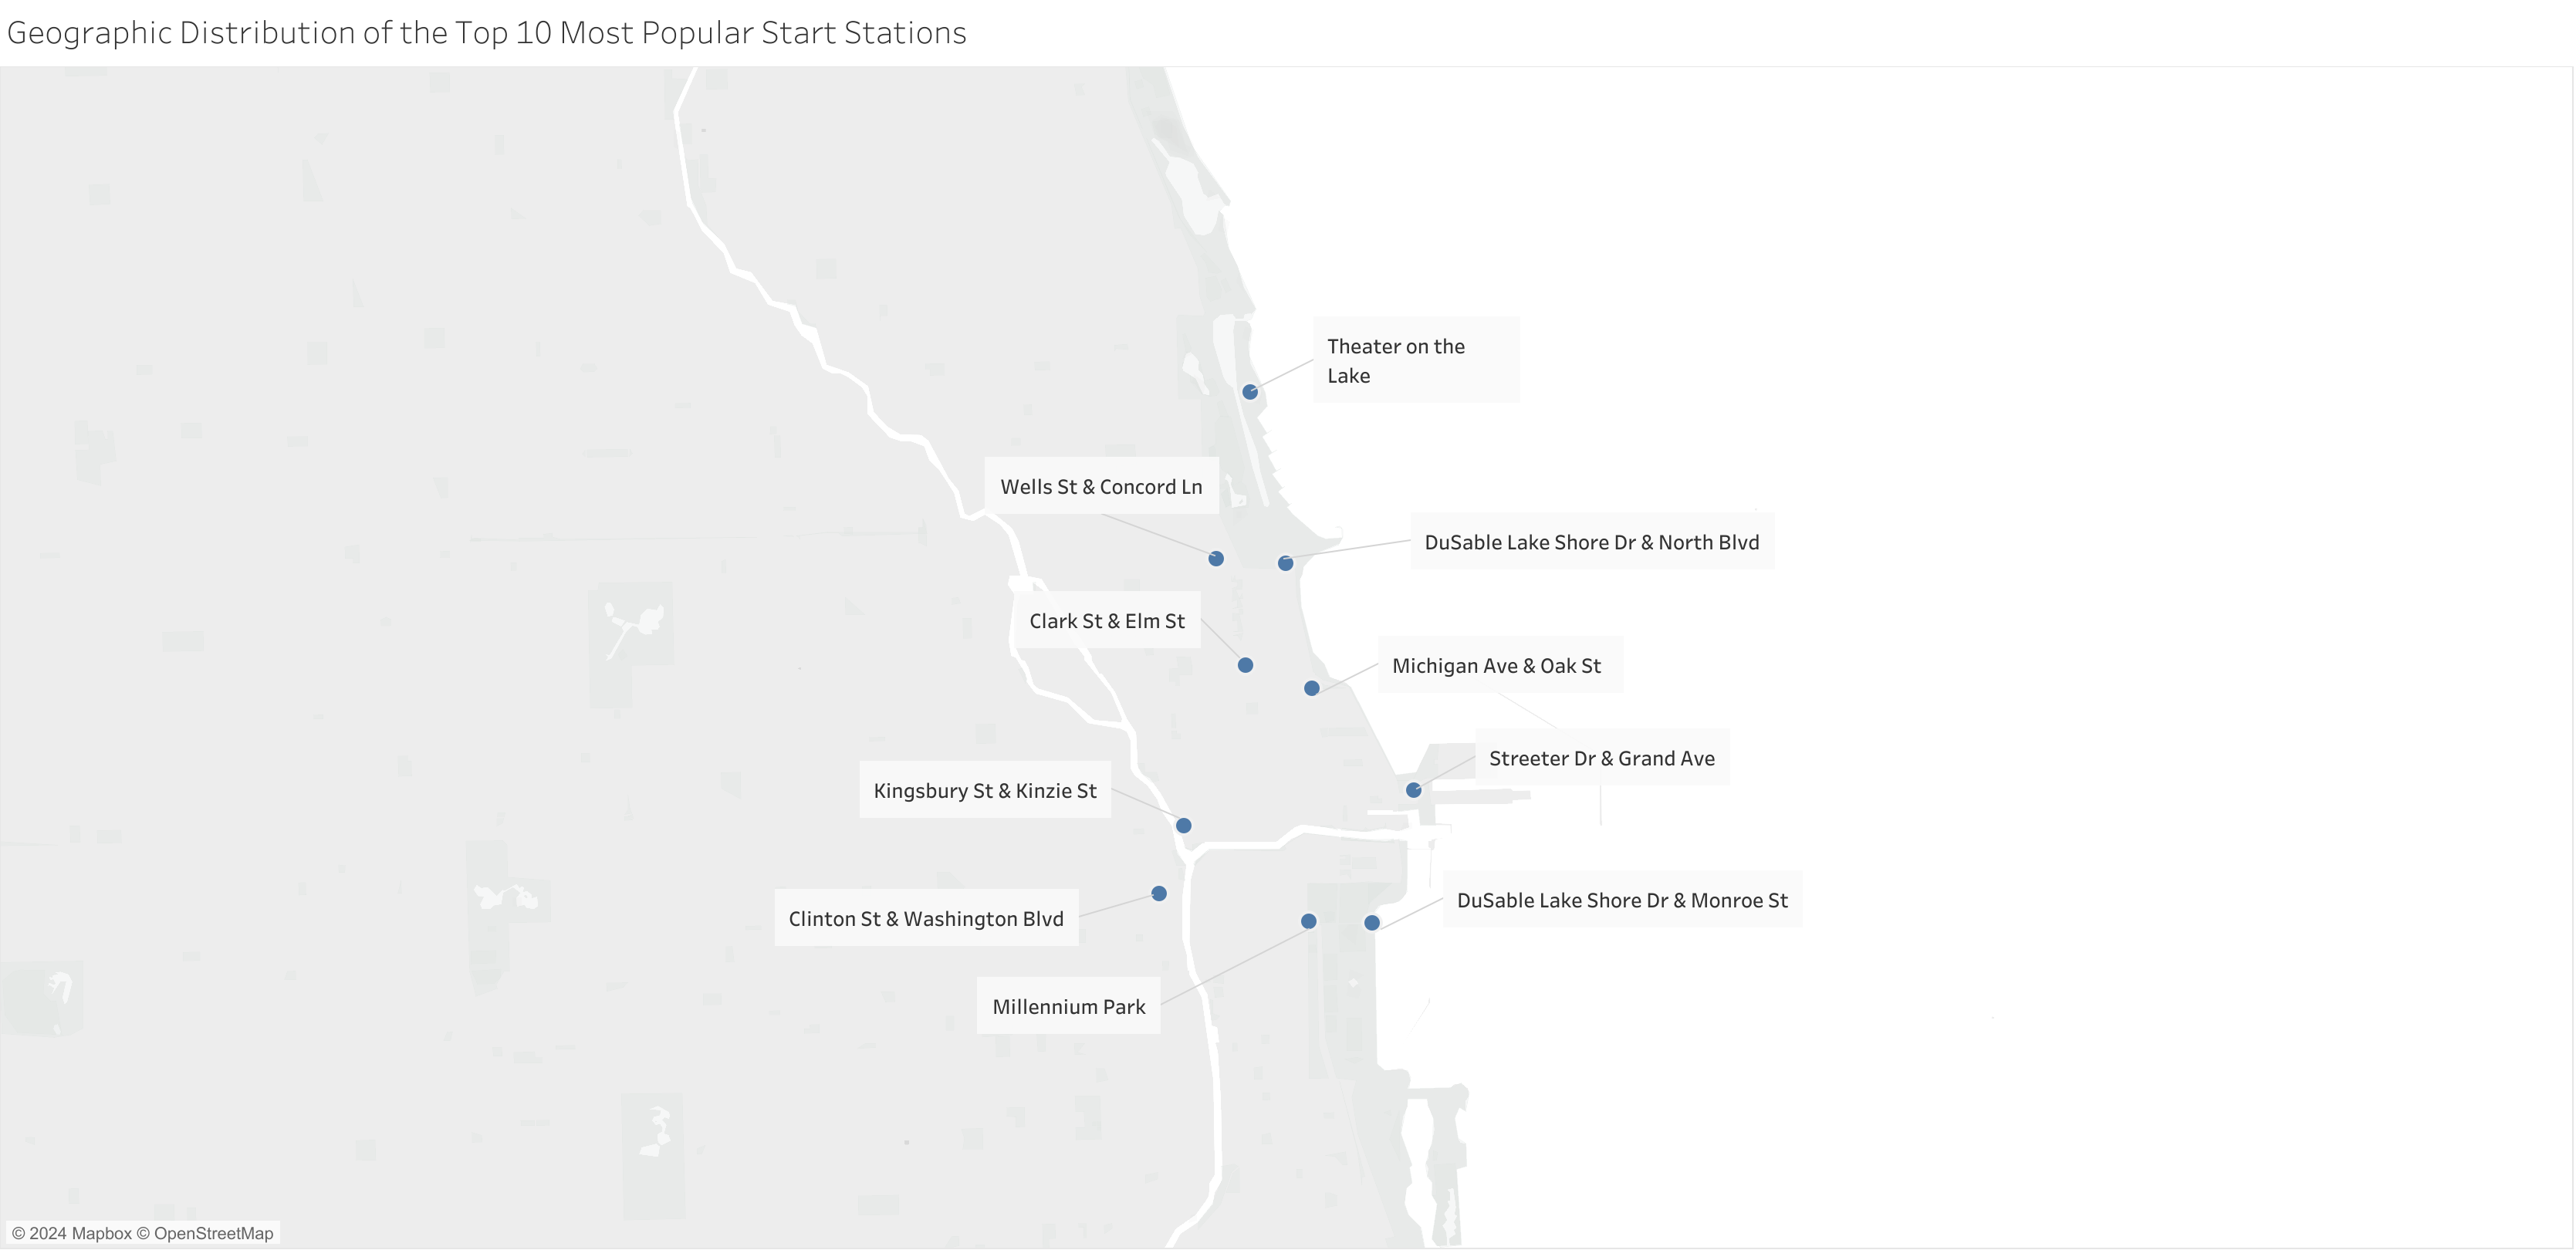 Geographic Distribution of the Top 10 Most Popular Start Stations
Theater on the
Lake
Wells St & Concord Ln
DuSable Lake Shore Dr & North Blvd
Clark St & Elm St
Michigan Ave & Oak St
Streeter Dr & Grand Ave
Kingsbury St & Kinzie St
DuSable Lake Shore Dr & Monroe St
Clinton St & Washington Blvd
Millennium Park
© 2024 Mapbox © OpenStreetMap